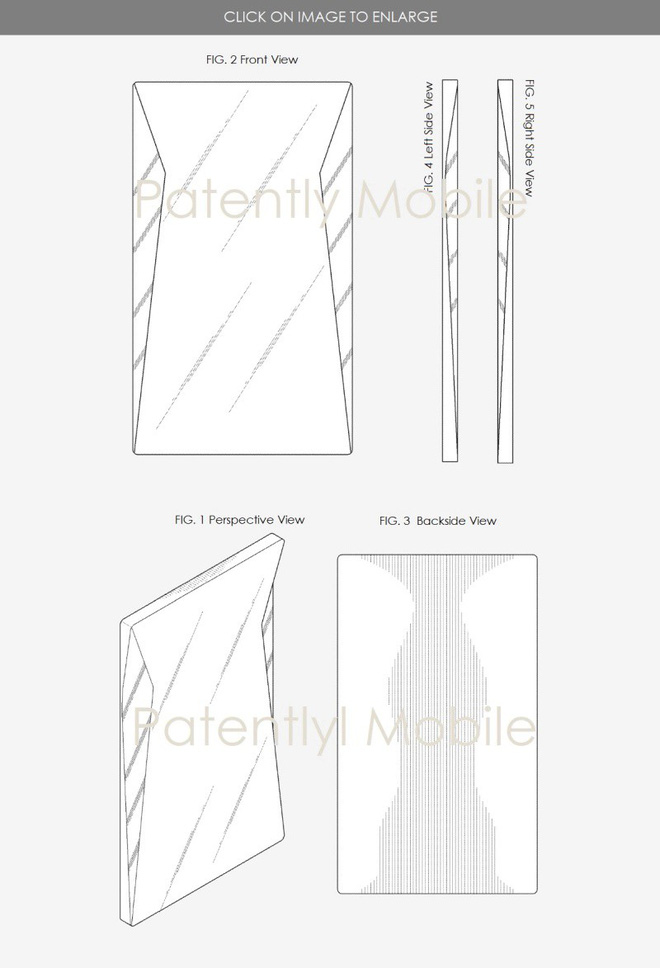 CLICK ON IMAGE TO ENLARGE
FIG. 2 Front View
FIG. 4 Left Side View
FIG. 5 Right Side View
Patently Mobile
FIG. 1 Perspective View
FIG. 3 Backside View
Patentlyl Mobile